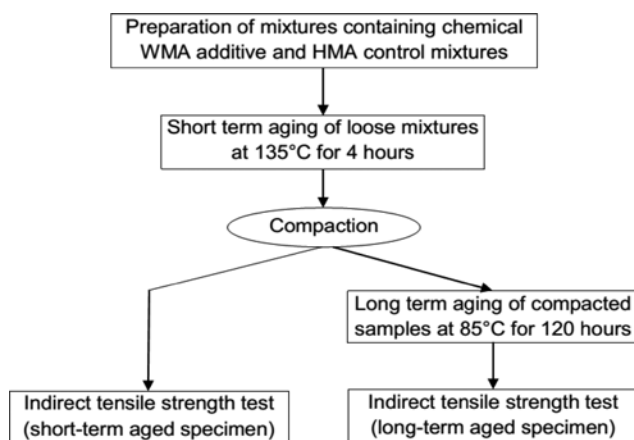 Preparation of mixtures containing chemical
WMA additive and HMA control mixtures
Short term aging of loose mixtures
at 135°C for 4 hours
Compaction
Long term aging of compacted
samples at 85°C for 120 hours
Indirect tensile strength test
(short-term aged specimen)
Indirect tensile strength test
(long-term aged specimen)